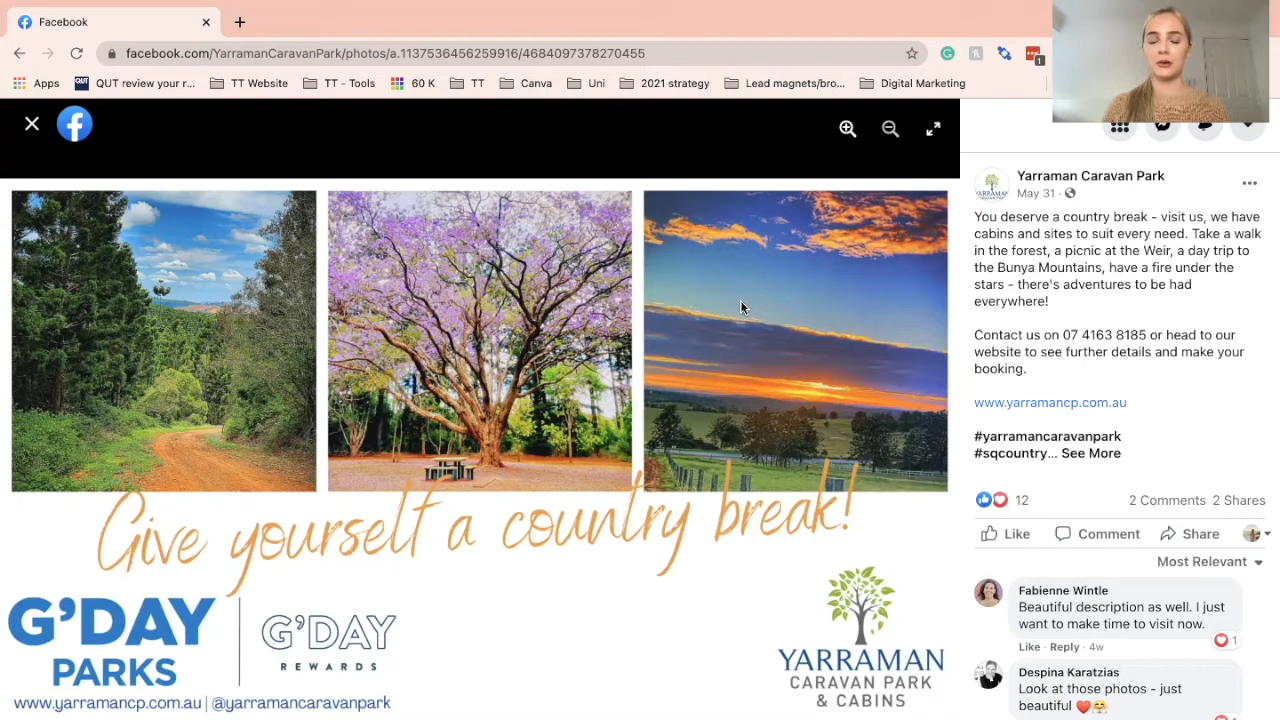 Facebook
facebook.com/YarramanCaravanPark/photos/a.1137536456259916/4684097378270455
1
Apps
QUT review your r...
TT Website
TT - Tools
60 K
TT
Canva
Uni
2021 strategy
Lead magnets/bro...
Digital Marketing
Give yourself a country break!
G'DAY
PARKS
G'DAY
REWARDS
www.yarramancp.com.au | @yarramancaravanpark
YARRAMAN
CARAVAN PARK
& CABINS
Yarraman Caravan Park
May 31 ·
You deserve a country break - visit us, we have
cabins and sites to suit every need. Take a walk
in the forest, a picnic at the Weir, a day trip to
the Bunya Mountains, have a fire under the
stars - there's adventures to be had
everywhere!
Contact us on 07 4163 8185 or head to our
website to see further details and make your
booking.
www.yarramancp.com.au
#yarramancaravanpark
#sqcountry... See More
12
2 Comments 2 Shares
Like
Comment
Share
Most Relevant
Fabienne Wintle
Beautiful description as well. I just
want to make time to visit now.
1
Like · Reply · 4w
Despina Karatzias
Look at those photos - just
beautiful ❤️🤗